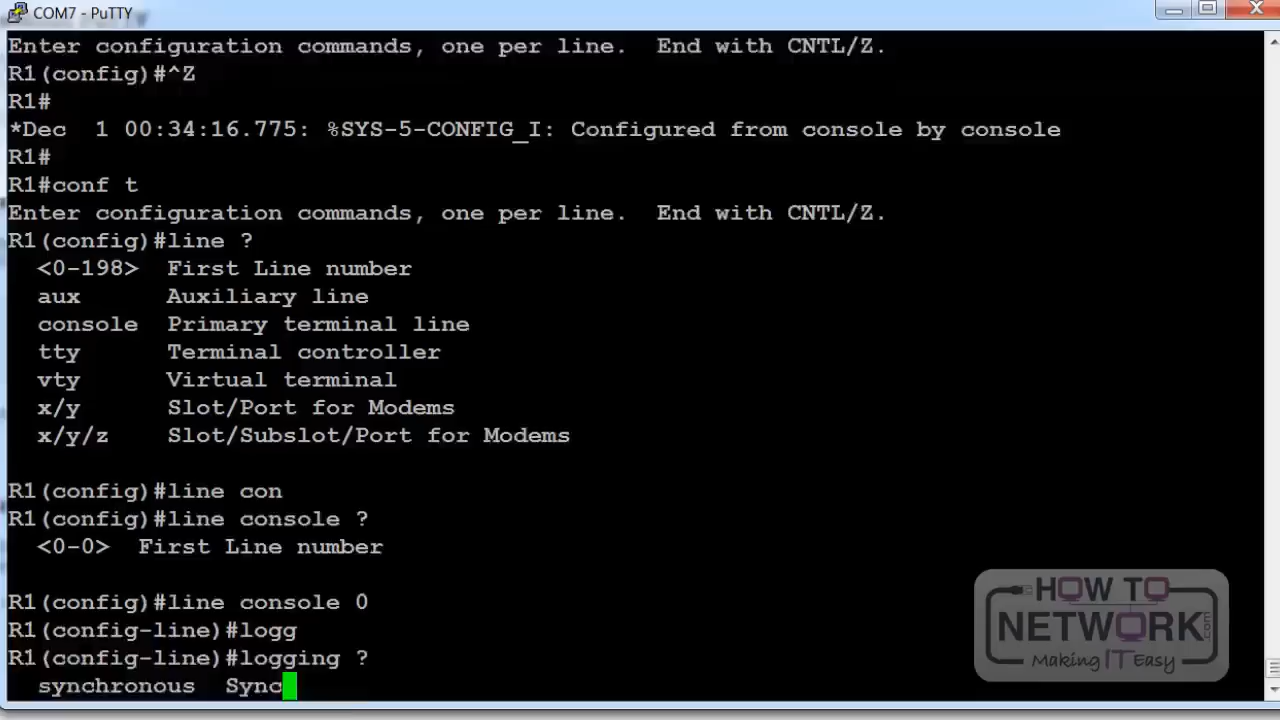 COM7 - PuTTY
Enter configuration commands, one per line.  End with CNTL/Z.
R1(config)#^Z
R1#
*Dec  1 00:34:16.775: %SYS-5-CONFIG_I: Configured from console by console
R1#
R1#conf t
Enter configuration commands, one per line.  End with CNTL/Z.
R1(config)#line ?
  <0-198>  First Line number
  aux      Auxiliary line
  console  Primary terminal line
  tty      Terminal controller
  vty      Virtual terminal
  x/y      Slot/Port for Modems
  x/y/z    Slot/Subslot/Port for Modems
R1(config)#line con
R1(config)#line console ?
  <0-0>  First Line number
R1(config)#line console 0
R1(config-line)#logg
R1(config-line)#logging ?
  synchronous  Sync
HOW TO
NETWORK.com
Making IT Easy